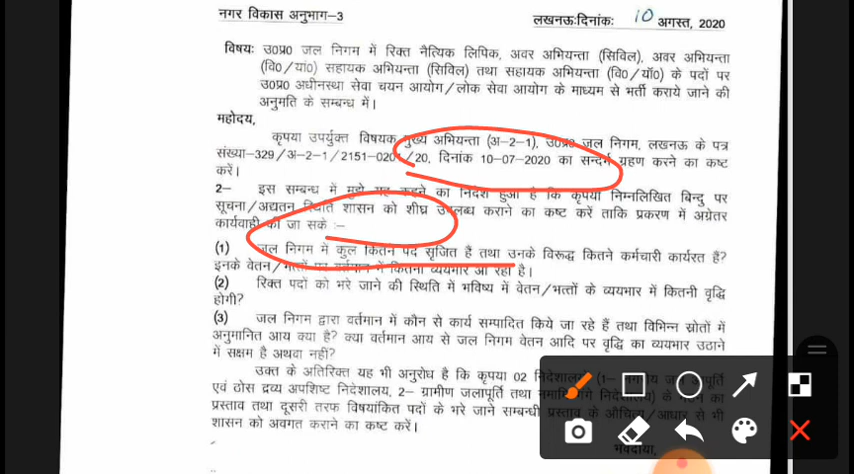 नगर विकास अनुभाग-3 लखनऊःदिनांकः 10 अगस्त, 2020
विषयः उ0प्र0 जल निगम में रिक्त नैत्यिक लिपिक, अवर अभियन्ता (सिविल), अवर अभियन्ता
(वि0/यां0) सहायक अभियन्ता (सिविल) तथा सहायक अभियन्ता (वि0/यॉ0) के पदों पर
उ0प्र0 अधीनस्था सेवा चयन आयोग/लोक सेवा आयोग के माध्यम से भर्ती कराये जाने की
अनुमति के सम्बन्ध में।
महोदय,
कृपया उपर्युक्त विषयक मुख्य अभियन्ता (अ-2-1), उ0प्र0 जल निगम, लखनऊ के पत्र
संख्या-329/अ-2-1/2151-020 /20, दिनांक 10-07-2020 का सन्दर्भ ग्रहण करने का कष्ट
करें।
2- इस सम्बन्ध में मुझे यह कहने का निदेश हुआ है कि कृपया निम्नलिखित बिन्दु पर
सूचना/अद्यतन स्थिति शासन को शीघ्र उपलब्ध कराने का कष्ट करें ताकि प्रकरण में अग्रेतर
कार्यवाही की जा सके :-
(1) जल निगम में कुल कितने पद सृजित हैं तथा उनके विरूद्ध कितने कर्मचारी कार्यरत हैं?
इनके वेतन/भत्तों पर वर्तमान में कितना व्ययभार आ रहा है।
(2) रिक्त पदों को भरे जाने की स्थिति में भविष्य में वेतन/भत्तों के व्ययभार में कितनी वृद्धि
होगी?
(3) जल निगम द्वारा वर्तमान में कौन से कार्य सम्पादित किये जा रहे हैं तथा विभिन्न स्रोतों में
अनुमानित आय क्या है? क्या वर्तमान आय से जल निगम वेतन आदि पर वृद्धि का व्ययभार उठाने
में सक्षम है अथवा नहीं?
उक्त के अतिरिक्त यह भी अनुरोध है कि कृपया 02 (1-
एवं ठोस द्रव्य अपशिष्ट निदेशालय, 2- ग्रामीण जलापूर्ति तथा के का
प्रस्ताव तथा दूसरी तरफ विषयांकित पदों के भरे जाने सम्बन्धी प्रस्ताव के औचित्य/आधार से भी
शासन को अवगत कराने का कष्ट करें।
भवदीया,